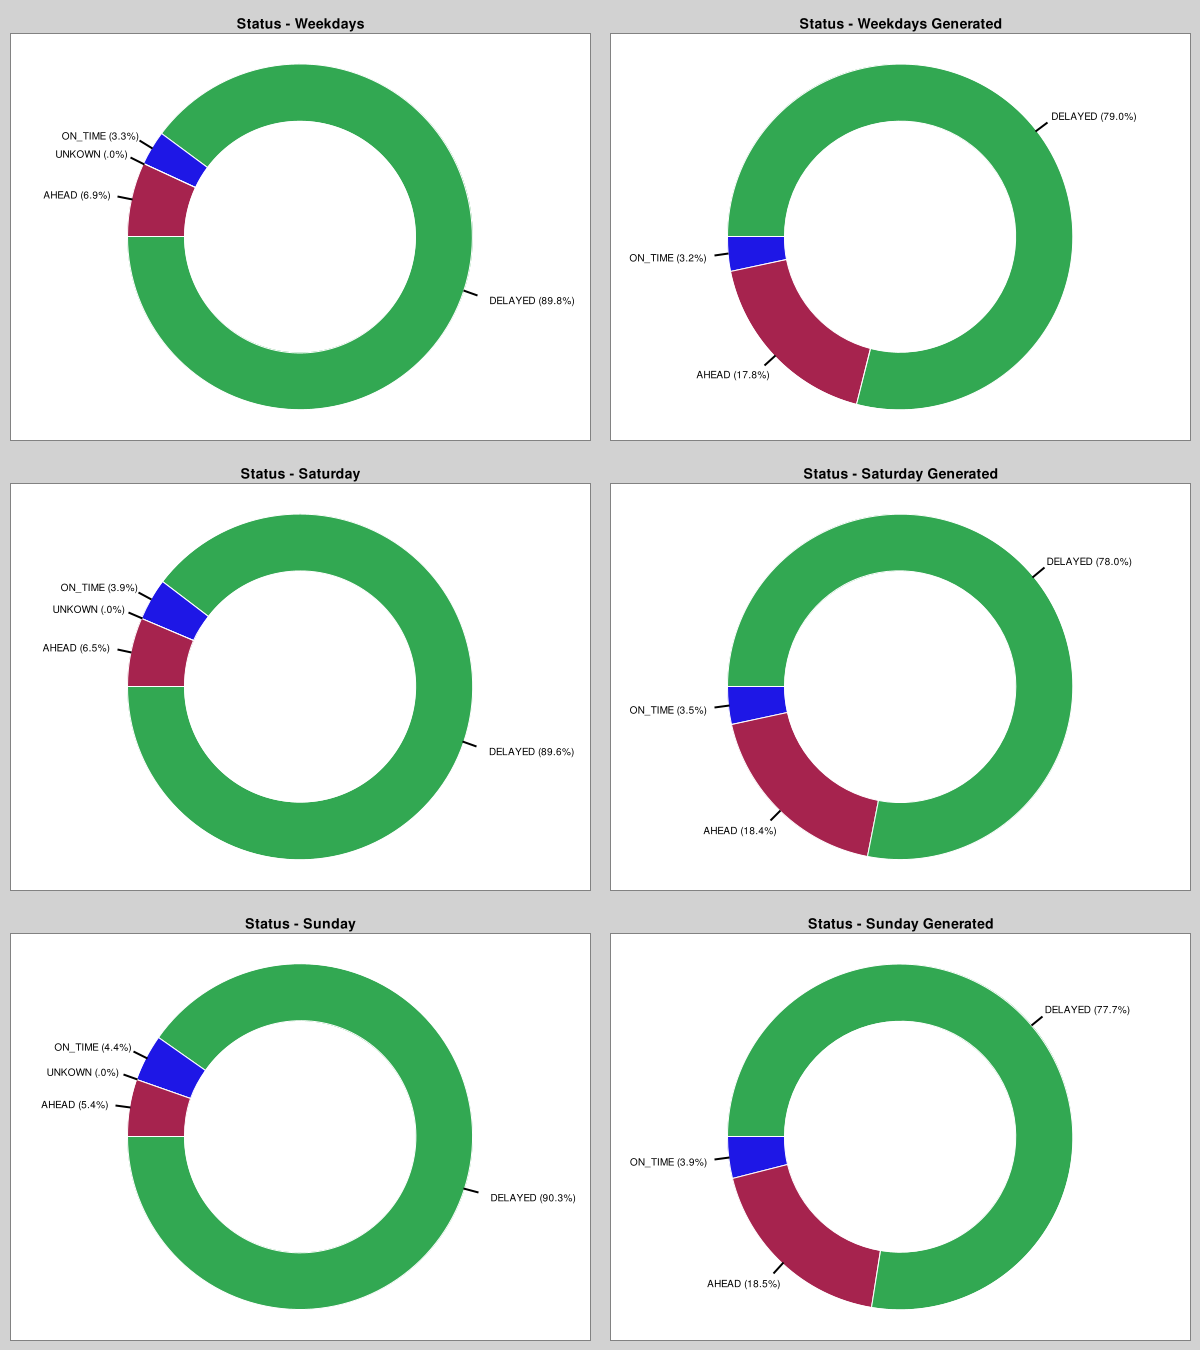 Status - Weekdays
ON_TIME (3.3%)
UNKOWN (.0%)
AHEAD (6.9%)
DELAYED (89.8%)
Status - Weekdays Generated
DELAYED (79.0%)
ON_TIME (3.2%)
AHEAD (17.8%)
Status - Saturday
ON_TIME (3.9%)
UNKOWN (.0%)
AHEAD (6.5%)
DELAYED (89.6%)
Status - Saturday Generated
DELAYED (78.0%)
ON_TIME (3.5%)
AHEAD (18.4%)
Status - Sunday
ON_TIME (4.4%)
UNKOWN (.0%)
AHEAD (5.4%)
DELAYED (90.3%)
Status - Sunday Generated
DELAYED (77.7%)
ON_TIME (3.9%)
AHEAD (18.5%)